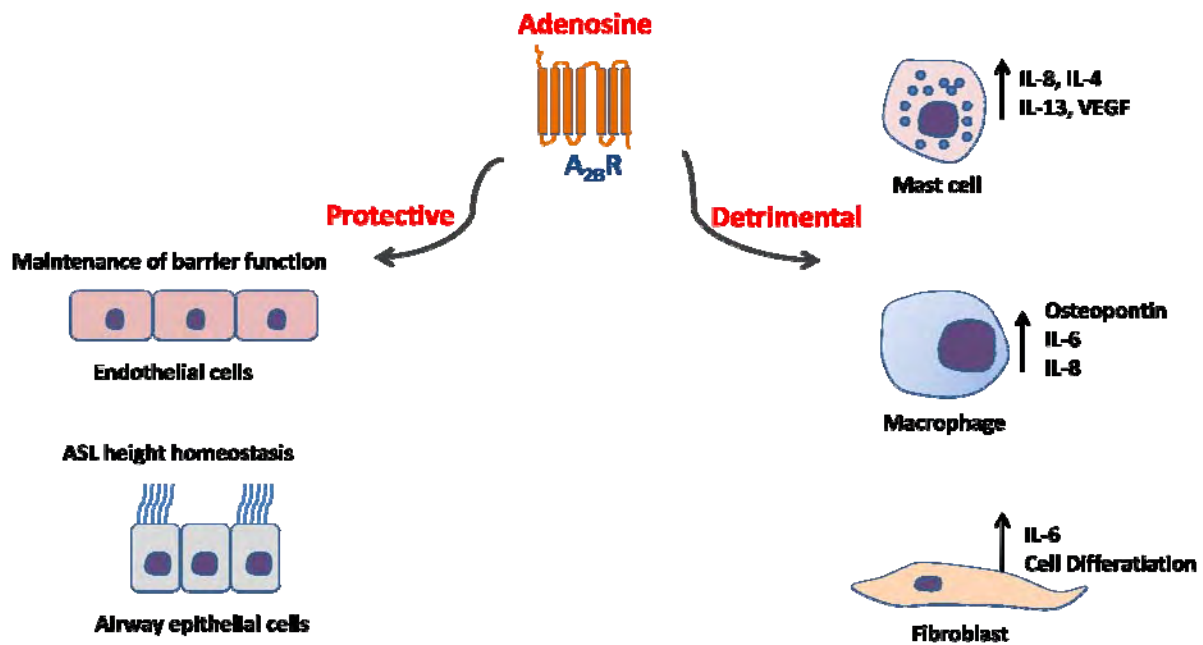 Adenosine
A2BR
Protective
Detrimental
Maintenance of barrier function
Endothelial cells
ASL height homeostasis
Airway epithelial cells
IL-8, IL-4
IL-13, VEGF
Mast cell
Osteopontin
IL-6
IL-8
Macrophage
IL-6
Cell Differatiation
Fibroblast